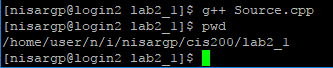 [nisargp@login2 lab2_1]$ g++ Source.cpp
[nisargp@login2 lab2_1]$ pwd
/home/user/n/i/nisargp/cis200/lab2_1
[nisargp@login2 lab2_1]$